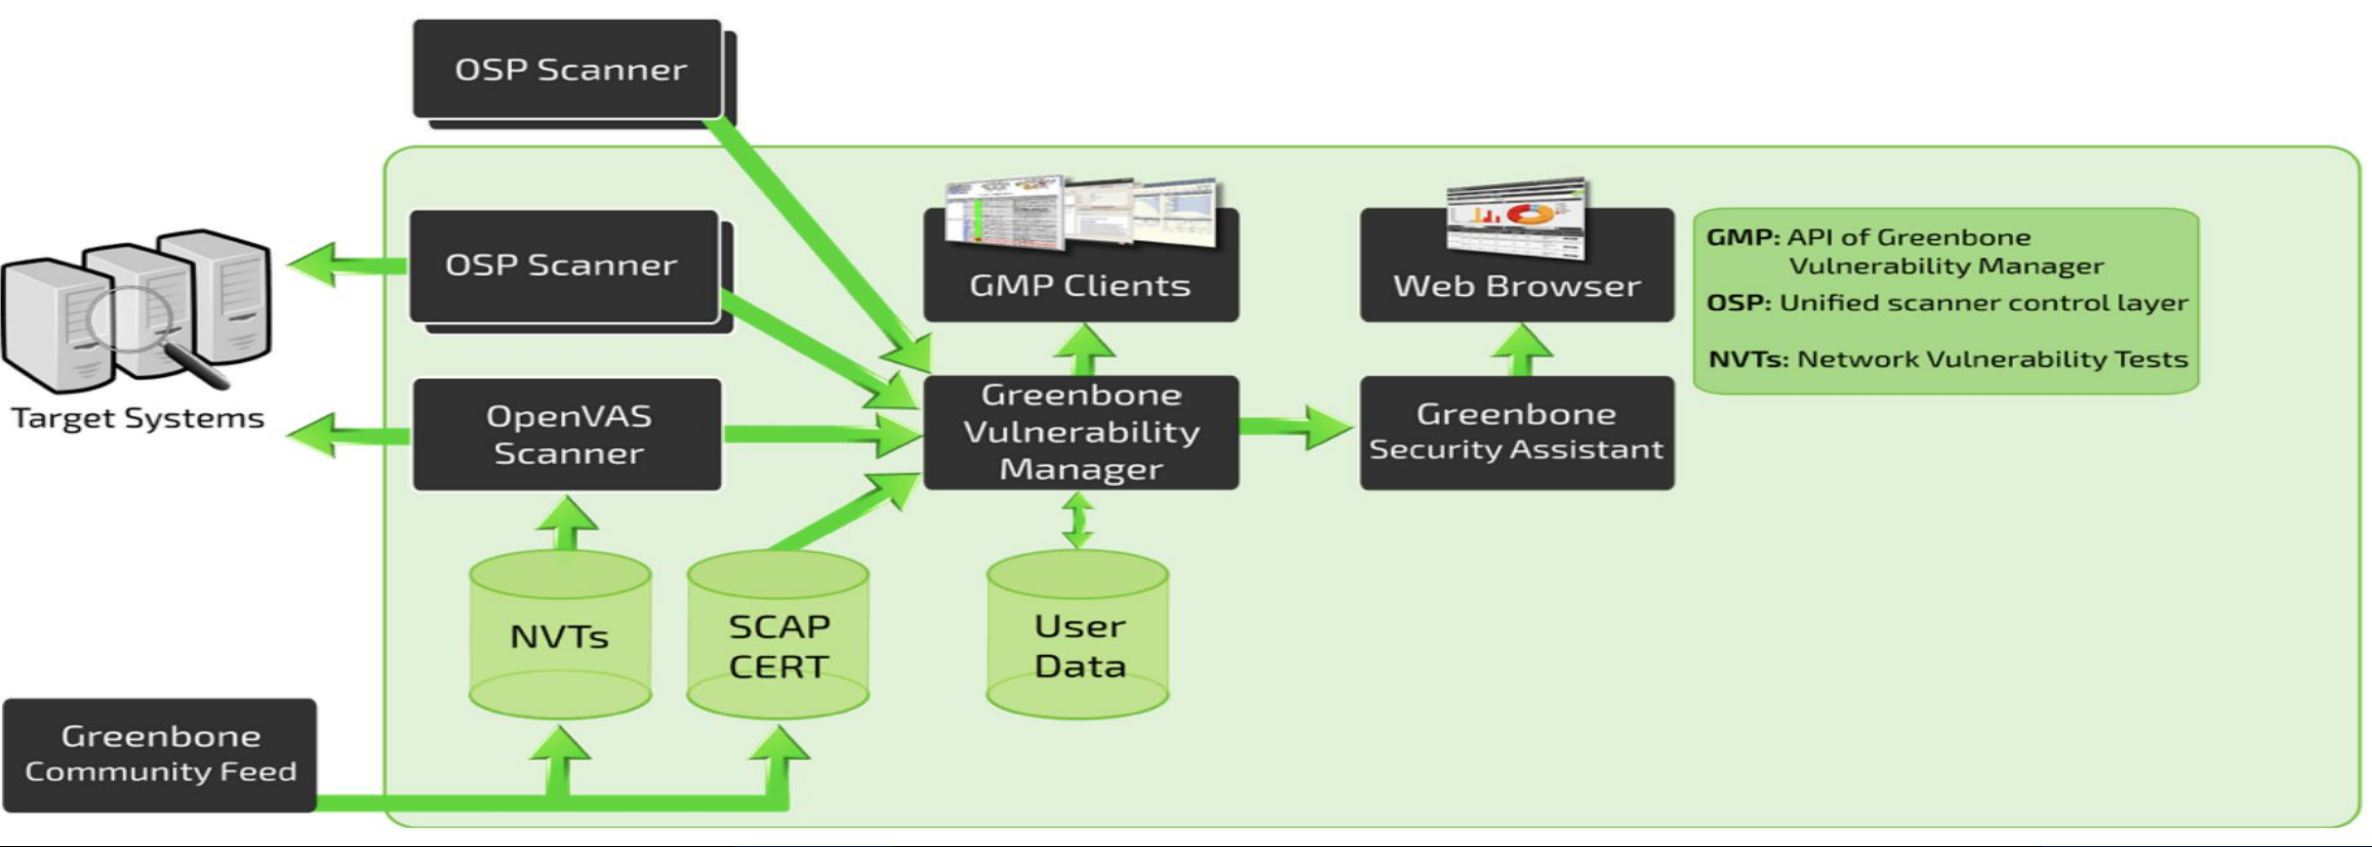 OSP Scanner
OSP Scanner
GMP Clients
Web Browser
GMP: API of Greenbone
Vulnerability Manager
OSP: Unified scanner control layer
NVTs: Network Vulnerability Tests
Target Systems
OpenVAS
Scanner
Greenbone
Vulnerability
Manager
Greenbone
Security Assistant
NVTs
SCAP
CERT
User
Data
Greenbone
Community Feed